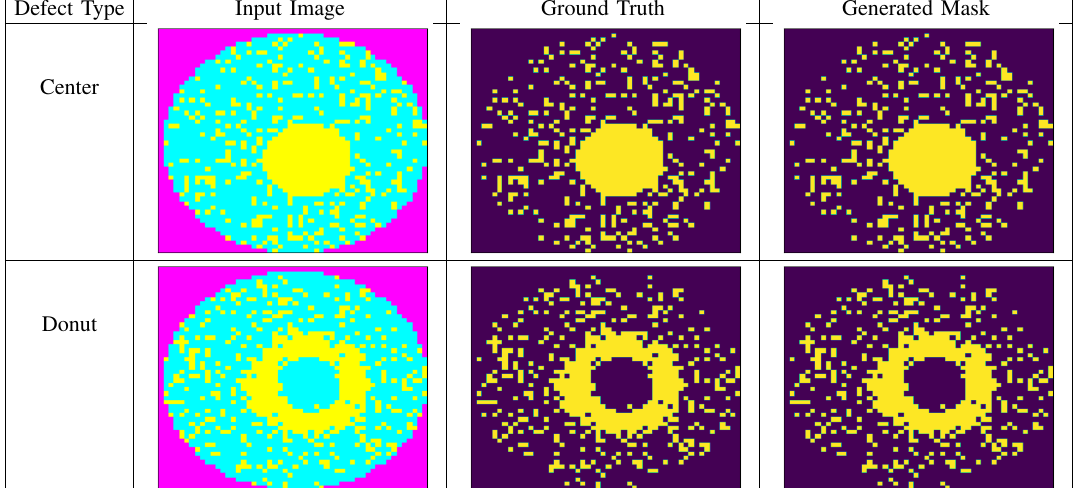 Defect Type Input Image Ground Truth Generated Mask
Center
Donut